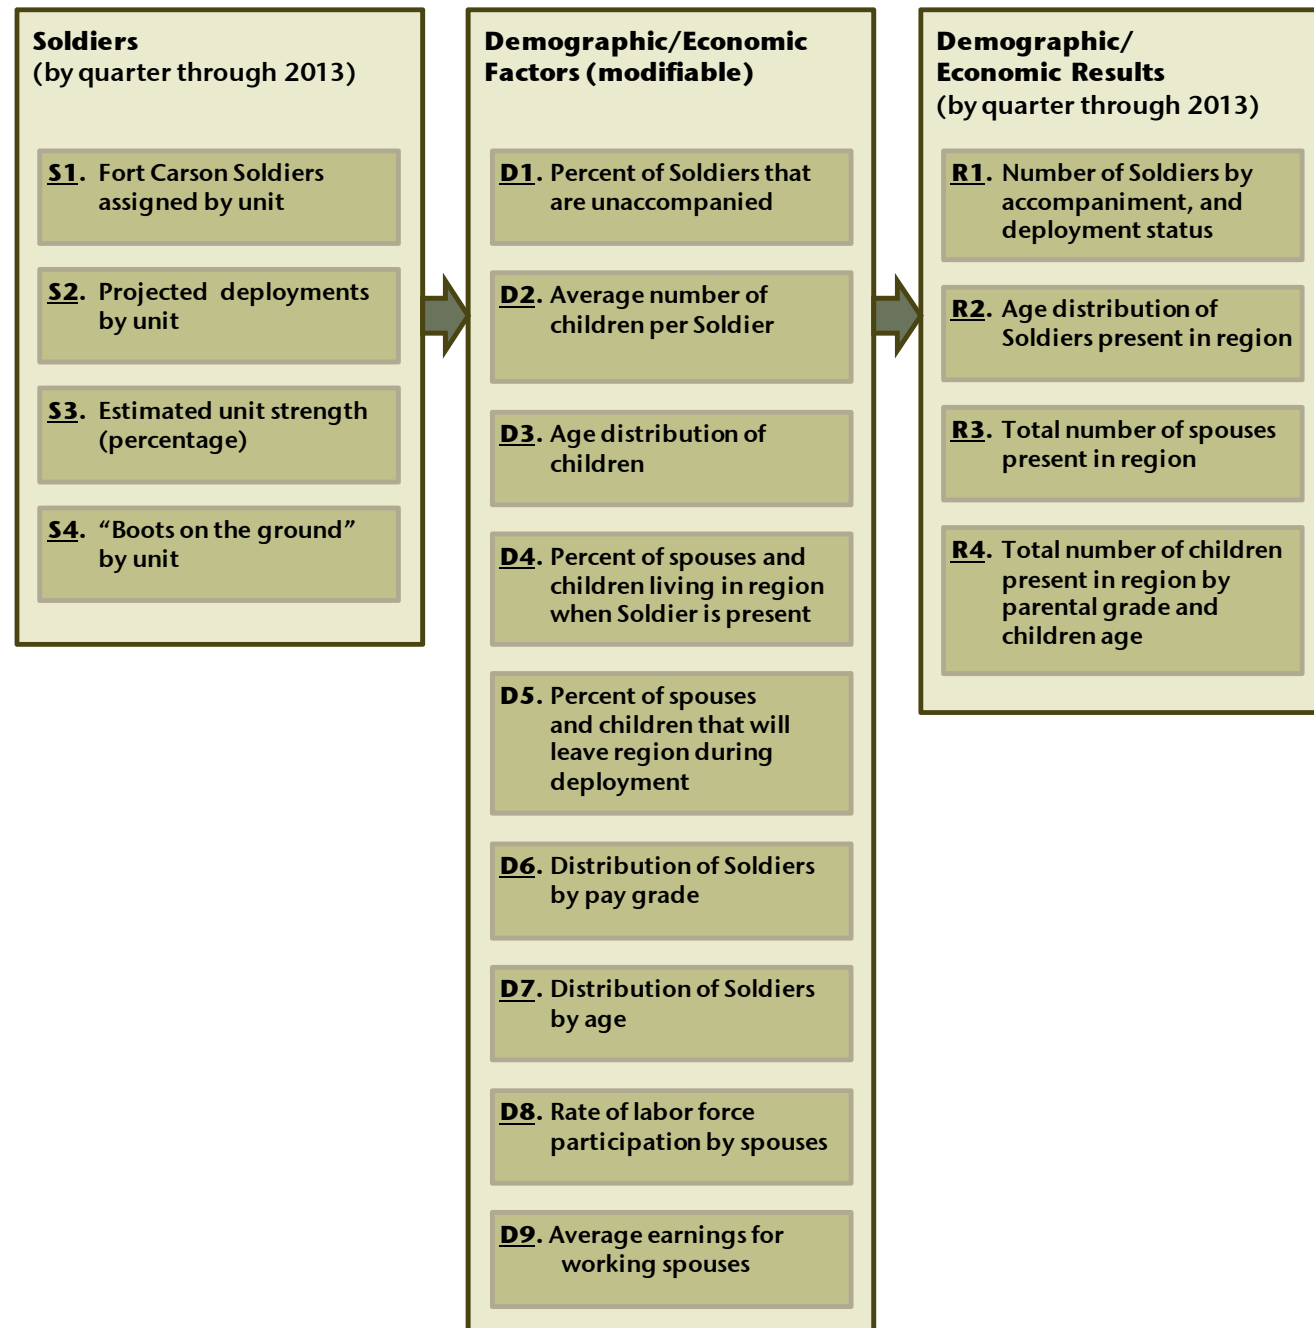 Soldiers
(by quarter through 2013)
S1. Fort Carson Soldiers
assigned by unit
S2. Projected deployments
by unit
S3. Estimated unit strength
(percentage)
S4. “Boots on the ground”
by unit
Demographic/Economic
Factors (modifiable)
D1. Percent of Soldiers that
are unaccompanied
D2. Average number of
children per Soldier
D3. Age distribution of
children
D4. Percent of spouses and
children living in region
when Soldier is present
D5. Percent of spouses
and children that will
leave region during
deployment
D6. Distribution of Soldiers
by pay grade
D7. Distribution of Soldiers
by age
D8. Rate of labor force
participation by spouses
D9. Average earnings for
working spouses
Demographic/
Economic Results
(by quarter through 2013)
R1. Number of Soldiers by
accompaniment, and
deployment status
R2. Age distribution of
Soldiers present in region
R3. Total number of spouses
present in region
R4. Total number of children
present in region by
parental grade and
children age